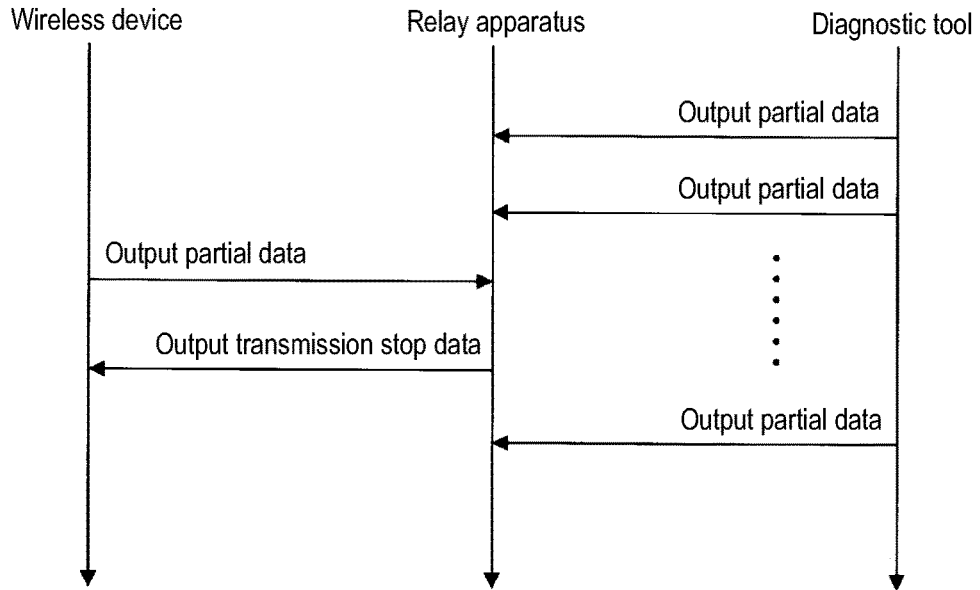 Wireless device
Relay apparatus
Diagnostic tool
Output partial data
Output partial data
Output partial data
Output transmission stop data
Output partial data